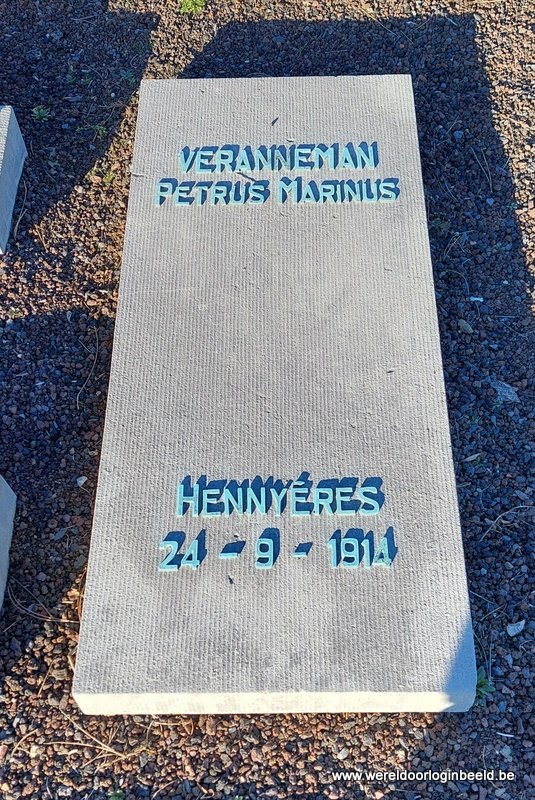 VERANNEMAN
PETRUS MARINUS
HENNYÉRES
24 - 9 - 1914
www.wereldoorloginbeeld.be